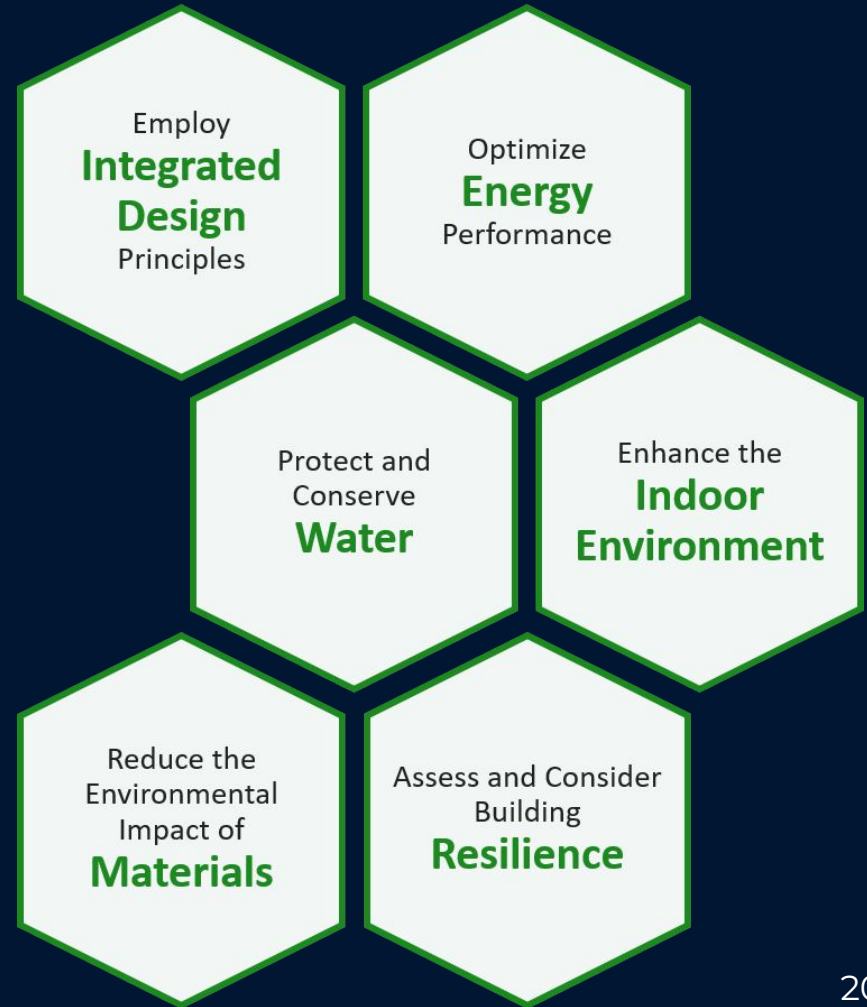 Employ
Integrated
Design
Principles
Optimize
Energy
Performance
Protect and
Conserve
Water
Enhance the
Indoor
Environment
Reduce the
Environmental
Impact of
Materials
Assess and Consider
Building
Resilience
20